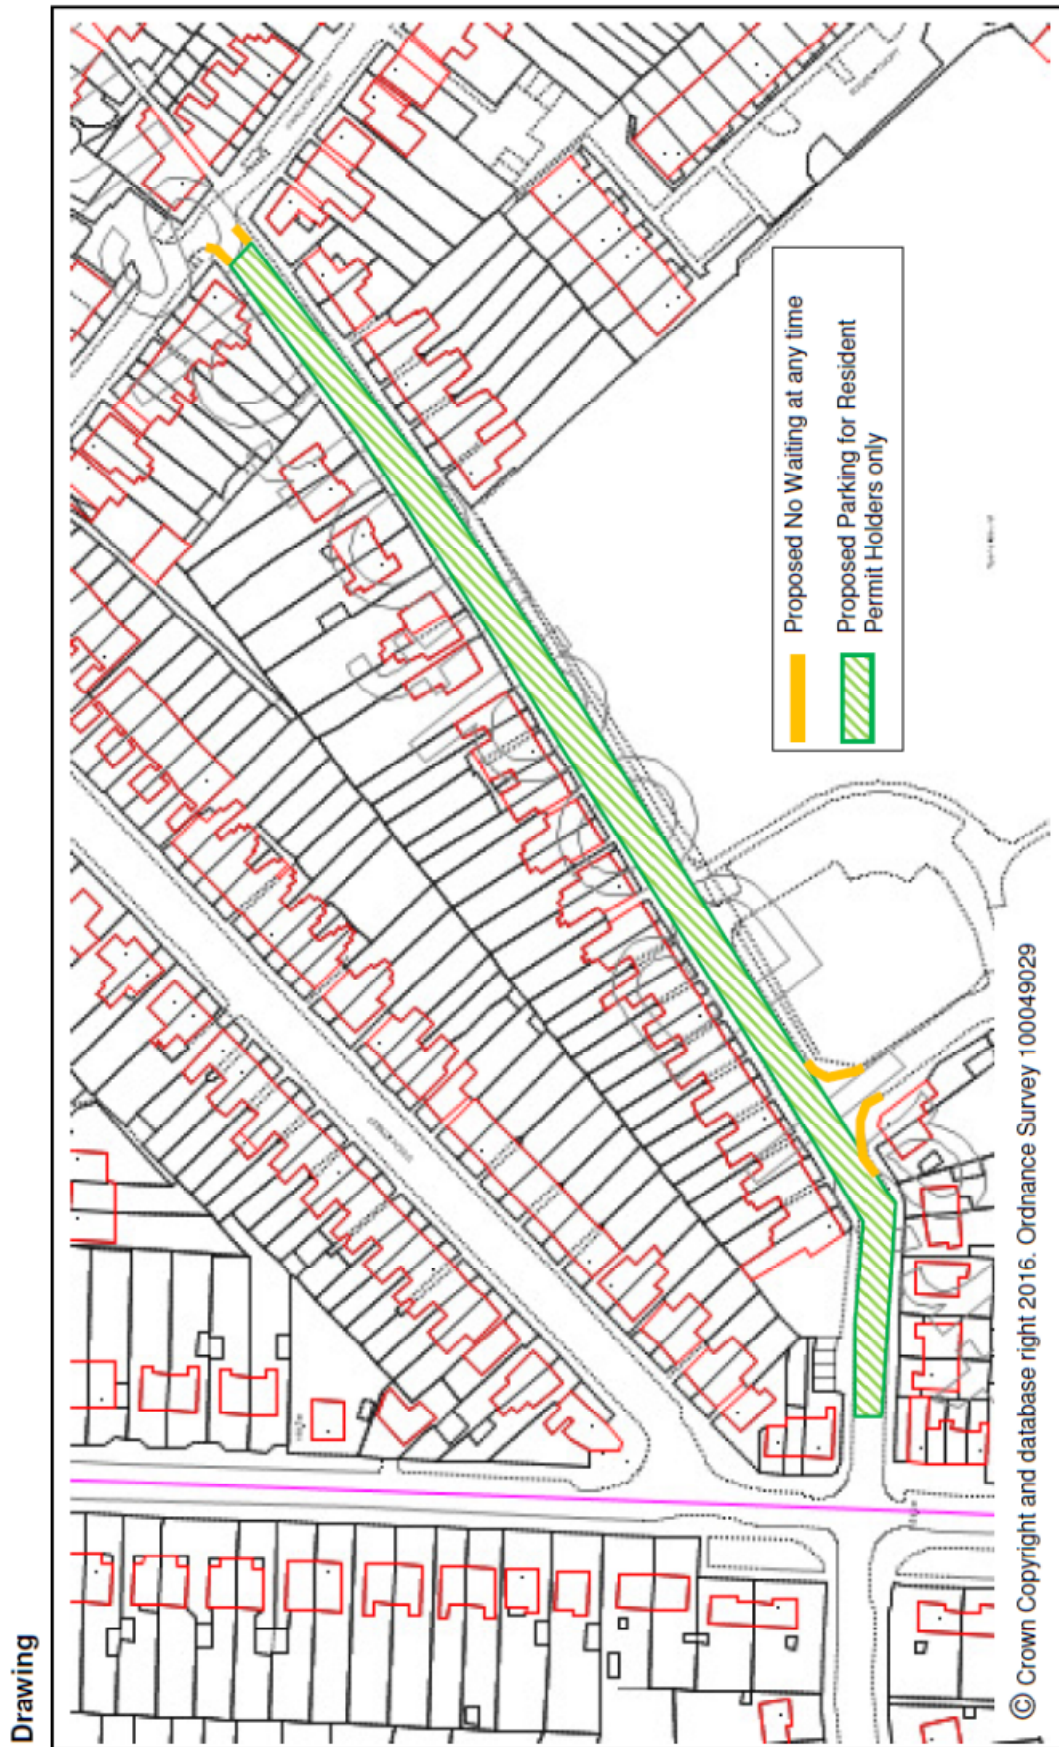 Drawing
Proposed No Waiting at any time
Proposed Parking for Resident
Permit Holders only
© Crown Copyright and database right 2016. Ordnance Survey 100049029